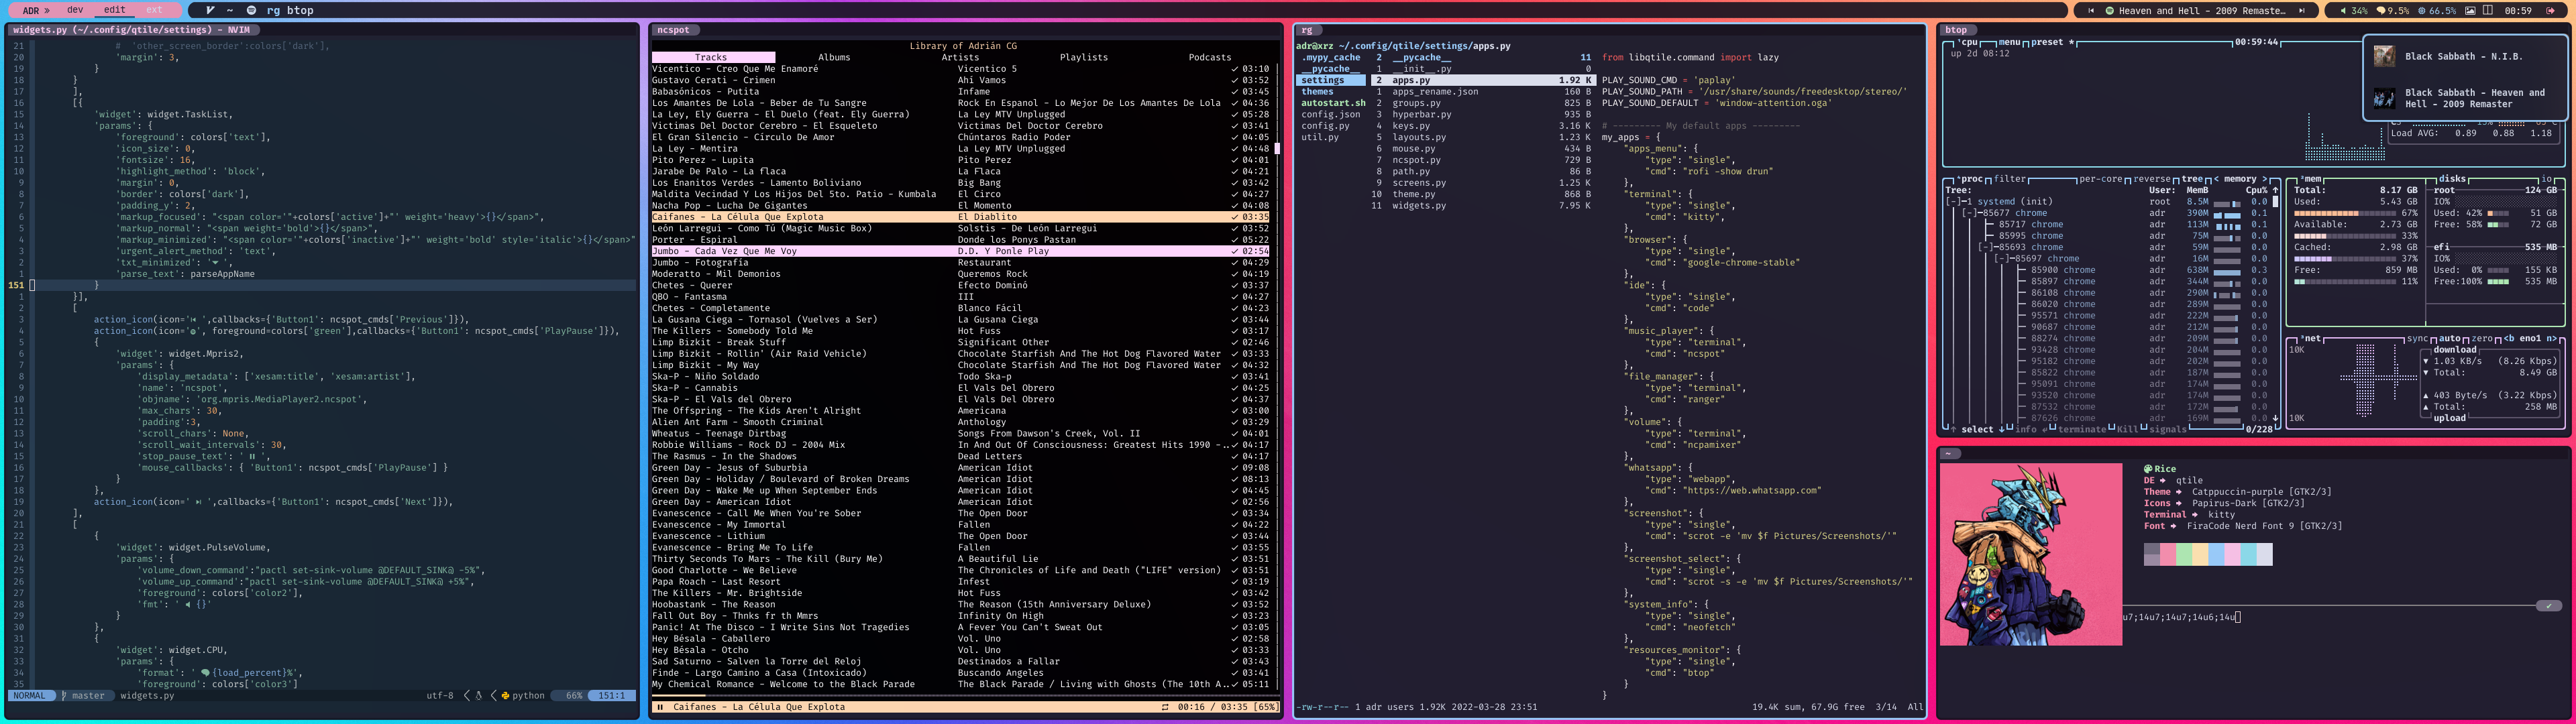 ADR » dev edit ext
~ rg btop
Heaven and Hell - 2009 Remaste…
34% 9.5% 66.5% 00:59
widgets.py (~/.config/qtile/settings) - NVIM
21 # 'other_screen_border':colors['dark'],
20 'margin': 3,
19 }
18 }
17 ],
16 [{
15 'widget': widget.TaskList,
14 'params': {
13 'foreground': colors['text'],
12 'icon_size': 0,
11 'fontsize': 16,
10 'highlight_method': 'block',
9 'margin': 0,
8 'border': colors['dark'],
7 'padding_y': 2,
6 'markup_focused': "<span color='"+colors['active']+"' weight='heavy'>{}</span>",
5 'markup_normal': "<span weight='bold'>{}</span>",
4 'markup_minimized': "<span color='"+colors['inactive']+"' weight='bold' style='italic'>{}</span>"
3 'urgent_alert_method': 'text',
2 'txt_minimized': ' ',
1 'parse_text': parseAppName
151 }
1 }],
2 [
3 action_icon(icon=' ',callbacks={'Button1': ncspot_cmds['Previous']}),
4 action_icon(icon='', foreground=colors['green'],callbacks={'Button1': ncspot_cmds['PlayPause']}),
5 {
6 'widget': widget.Mpris2,
7 'params': {
8 'display_metadata': ['xesam:title', 'xesam:artist'],
9 'name': 'ncspot',
10 'objname': 'org.mpris.MediaPlayer2.ncspot',
11 'max_chars': 30,
12 'padding':3,
13 'scroll_chars': None,
14 'scroll_wait_intervals': 30,
15 'stop_pause_text': ' ',
16 'mouse_callbacks': { 'Button1': ncspot_cmds['PlayPause'] }
17 }
18 },
19 action_icon(icon=' ',callbacks={'Button1': ncspot_cmds['Next']}),
20 ],
21 [
22 {
23 'widget': widget.PulseVolume,
24 'params': {
25 'volume_down_command':"pactl set-sink-volume @DEFAULT_SINK@ -5%",
26 'volume_up_command':"pactl set-sink-volume @DEFAULT_SINK@ +5%",
27 'foreground': colors['color2'],
28 'fmt': ' {}'
29 }
30 },
31 {
32 'widget': widget.CPU,
33 'params': {
34 'format': ' {load_percent}%',
35 'foreground': colors['color3']
NORMAL master widgets.py utf-8 python 66% 151:1
ncspot
Library of Adrián CG
Tracks Albums Artists Playlists Podcasts
Vicentico - Creo Que Me Enamoré Vicentico 5 ✓ 03:10
Gustavo Cerati - Crimen Ahí Vamos ✓ 03:52
Babasónicos - Putita Infame ✓ 03:45
Los Amantes De Lola - Beber de Tu Sangre Rock En Espanol - Lo Mejor De Los Amantes De Lola ✓ 04:36
La Ley, Ely Guerra - El Duelo (feat. Ely Guerra) La Ley MTV Unplugged ✓ 05:28
Victimas Del Doctor Cerebro - El Esqueleto Victimas Del Doctor Cerebro ✓ 03:41
El Gran Silencio - Circulo De Amor Chúntaros Radio Poder ✓ 04:05
La Ley - Mentira La Ley MTV Unplugged ✓ 04:48
Pito Perez - Lupita Pito Perez ✓ 04:01
Jarabe De Palo - La flaca La Flaca ✓ 04:21
Los Enanitos Verdes - Lamento Boliviano Big Bang ✓ 03:42
Maldita Vecindad Y Los Hijos Del 5to. Patio - Kumbala El Circo ✓ 04:27
Nacha Pop - Lucha De Gigantes El Momento ✓ 04:08
Caifanes - La Célula Que Explota El Diablito ✓ 03:35
León Larregui - Como Tú (Magic Music Box) Solstis - De León Larregui ✓ 03:52
Porter - Espiral Donde los Ponys Pastan ✓ 05:22
Jumbo - Cada Vez Que Me Voy D.D. Y Ponle Play ✓ 02:54
Jumbo - Fotografía Restaurant ✓ 04:29
Moderatto - Mil Demonios Queremos Rock ✓ 04:19
Chetes - Querer Efecto Dominó ✓ 03:37
QBO - Fantasma III ✓ 04:27
Chetes - Completamente Blanco Fácil ✓ 04:23
La Gusana Ciega - Tornasol (Vuelves a Ser) La Gusana Ciega ✓ 03:44
The Killers - Somebody Told Me Hot Fuss ✓ 03:17
Limp Bizkit - Break Stuff Significant Other ✓ 02:46
Limp Bizkit - Rollin' (Air Raid Vehicle) Chocolate Starfish And The Hot Dog Flavored Water ✓ 03:33
Limp Bizkit - My Way Chocolate Starfish And The Hot Dog Flavored Water ✓ 04:32
Ska-P - Niño Soldado Todo Ska-p ✓ 03:41
Ska-P - Cannabis El Vals Del Obrero ✓ 04:25
Ska-P - El Vals del Obrero El Vals Del Obrero ✓ 04:37
The Offspring - The Kids Aren't Alright Americana ✓ 03:00
Alien Ant Farm - Smooth Criminal Anthology ✓ 03:29
Wheatus - Teenage Dirtbag Songs From Dawson's Creek, Vol. II ✓ 04:01
Robbie Williams - Rock DJ - 2004 Mix In And Out Of Consciousness: Greatest Hits 1990 -.. ✓ 04:17
The Rasmus - In the Shadows Dead Letters ✓ 04:17
Green Day - Jesus of Suburbia American Idiot ✓ 09:08
Green Day - Holiday / Boulevard of Broken Dreams American Idiot ✓ 08:13
Green Day - Wake Me up When September Ends American Idiot ✓ 04:45
Green Day - American Idiot American Idiot ✓ 02:56
Evanescence - Call Me When You're Sober The Open Door ✓ 03:34
Evanescence - My Immortal Fallen ✓ 04:22
Evanescence - Lithium The Open Door ✓ 03:44
Evanescence - Bring Me To Life Fallen ✓ 03:55
Thirty Seconds To Mars - The Kill (Bury Me) A Beautiful Lie ✓ 03:51
Good Charlotte - We Believe The Chronicles of Life and Death ("LIFE" version) ✓ 03:51
Papa Roach - Last Resort Infest ✓ 03:19
The Killers - Mr. Brightside Hot Fuss ✓ 03:42
Hoobastank - The Reason The Reason (15th Anniversary Deluxe) ✓ 03:52
Fall Out Boy - Thnks fr th Mmrs Infinity On High ✓ 03:23
Panic! At The Disco - I Write Sins Not Tragedies A Fever You Can't Sweat Out ✓ 03:05
Hey Bésala - Caballero Vol. Uno ✓ 02:58
Hey Bésala - Otcho Vol. Uno ✓ 03:33
Sad Saturno - Salven la Torre del Reloj Destinados a Fallar ✓ 03:43
Finde - Largo Camino a Casa (Intoxicado) Buscando Angeles ✓ 03:41
My Chemical Romance - Welcome to the Black Parade The Black Parade / Living with Ghosts (The 10th A.. ✓ 05:11
Caifanes - La Célula Que Explota 00:16 / 03:35 [65%]
rg
adr@xrz ~/.config/qtile/settings/apps.py
.mypy_cache 2 __pycache__ 11
__pycache__ 1 __init__.py 0
settings 2 apps.py 1.92 K
themes 1 apps_rename.json 160 B
autostart.sh 2 groups.py 825 B
config.json 3 hyperbar.py 935 B
config.py 4 keys.py 3.16 K
util.py 5 layouts.py 1.23 K
6 mouse.py 434 B
7 ncspot.py 729 B
8 path.py 86 B
9 screens.py 1.25 K
10 theme.py 868 B
11 widgets.py 7.95 K
from libqtile.command import lazy
PLAY_SOUND_CMD = 'paplay'
PLAY_SOUND_PATH = '/usr/share/sounds/freedesktop/stereo/'
PLAY_SOUND_DEFAULT = 'window-attention.oga'
# --------- My default apps ---------
my_apps = {
"apps_menu": {
"type": "single",
"cmd": "rofi -show drun"
},
"terminal": {
"type": "single",
"cmd": "kitty",
},
"browser": {
"type": "single",
"cmd": "google-chrome-stable"
},
"ide": {
"type": "single",
"cmd": "code"
},
"music_player": {
"type": "terminal",
"cmd": "ncspot"
},
"file_manager": {
"type": "terminal",
"cmd": "ranger"
},
"volume": {
"type": "terminal",
"cmd": "ncpamixer"
},
"whatsapp": {
"type": "webapp",
"cmd": "https://web.whatsapp.com"
},
"screenshot": {
"type": "single",
"cmd": "scrot -e 'mv $f Pictures/Screenshots/'"
},
"screenshot_select": {
"type": "single",
"cmd": "scrot -s -e 'mv $f Pictures/Screenshots/'"
},
"system_info": {
"type": "single",
"cmd": "neofetch"
},
"resources_monitor": {
"type": "single",
"cmd": "btop"
}
}
-rw-r--r-- 1 adr users 1.92K 2022-03-28 23:51 19.4K sum, 67.9G free 3/14 All
btop
¹cpu menu preset * 00:59:44
up 2d 08:12
Black Sabbath - N.I.B.
Black Sabbath - Heaven and
Hell - 2009 Remaster
Load AVG: 0.89 0.88 1.18
⁴proc filter per-core reverse tree < memory >
Tree: User: MemB Cpu% ↑
[-]─1 systemd (init) root 8.5M 0.0
[-]─85677 chrome adr 390M 0.1
85717 chrome adr 113M 0.1
85995 chrome adr 75M 0.0
[-]─85693 chrome adr 59M 0.0
[-]─85697 chrome adr 16M 0.0
85900 chrome adr 638M 0.3
85897 chrome adr 344M 0.0
86108 chrome adr 290M 0.0
86020 chrome adr 289M 0.0
95571 chrome adr 222M 0.0
90687 chrome adr 212M 0.0
88274 chrome adr 209M 0.0
93428 chrome adr 204M 0.0
95182 chrome adr 202M 0.0
85822 chrome adr 187M 0.0
95091 chrome adr 174M 0.0
93520 chrome adr 174M 0.0
87532 chrome adr 172M 0.0
87626 chrome adr 169M 0.0 ↓
↑ select ↓ info ↵ terminate Kill signals 0/228
²mem disks io
Total: 8.17 GB root 124 GB
Used: 5.43 GB IO%
67% Used: 42% 51 GB
Available: 2.73 GB Free: 58% 72 GB
33%
Cached: 2.98 GB efi 535 MB
37% IO%
Free: 859 MB Used: 0% 155 KB
11% Free:100% 535 MB
³net sync auto zero <b eno1 n>
10K download
▼ 1.03 KB/s (8.26 Kbps)
▼ Total: 8.49 GB
▲ 403 Byte/s (3.22 Kbps)
▲ Total: 258 MB
10K upload
~
Rice
DE qtile
Theme Catppuccin-purple [GTK2/3]
Icons Papirus-Dark [GTK2/3]
Terminal kitty
Font FiraCode Nerd Font 9 [GTK2/3]
✓
u7;14u7;14u7;14u6;14u